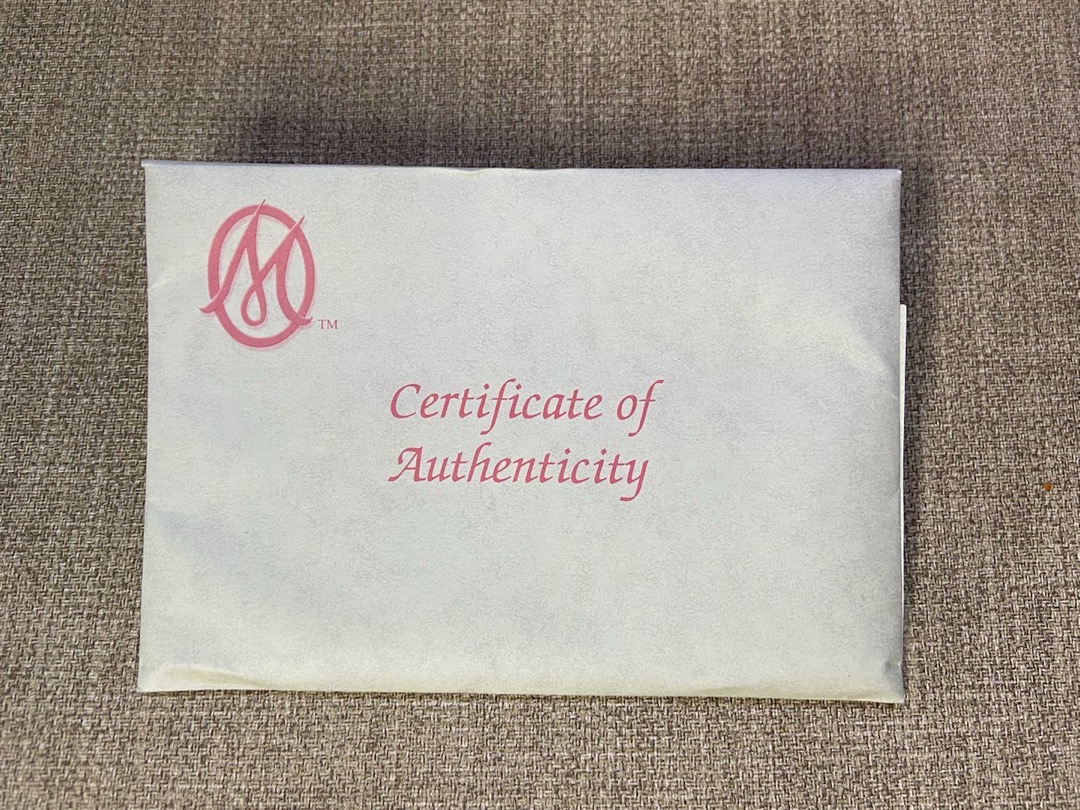 TM
Certificate of
Authenticity